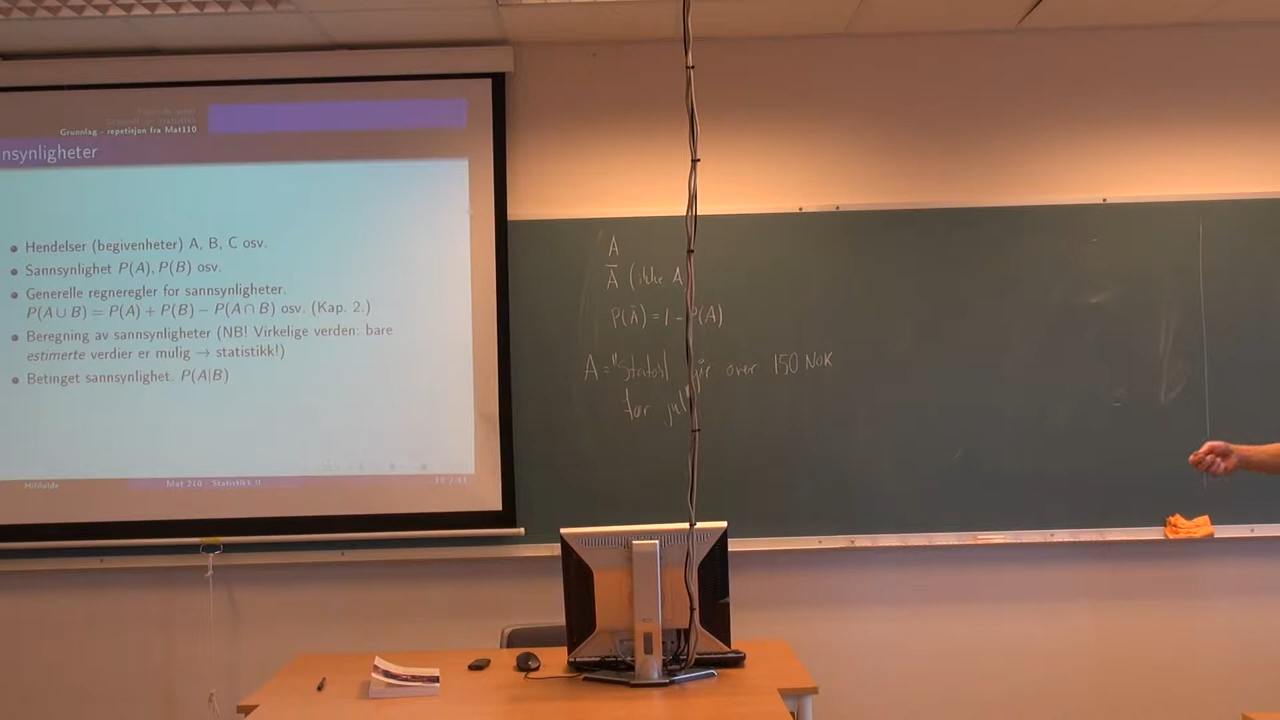 Grunnlag - repetisjon fra Mat110
nsynligheter
Hendelser (begivenheter) A, B, C osv.
Sannsynlighet P(A), P(B) osv.
Generelle regneregler for sannsynligheter.
P(A ∪ B) = P(A) + P(B) − P(A ∩ B) osv. (Kap. 2.)
Beregning av sannsynligheter (NB! Virkelige verden: bare
estimerte verdier er mulig → statistikk!)
Betinget sannsynlighet. P(A|B)
Mat 210 - Statistikk II
A
A̅ (ikke A)
P(A̅) = 1 - P(A)
A = "Statoil går over 150 NOK
før jul"